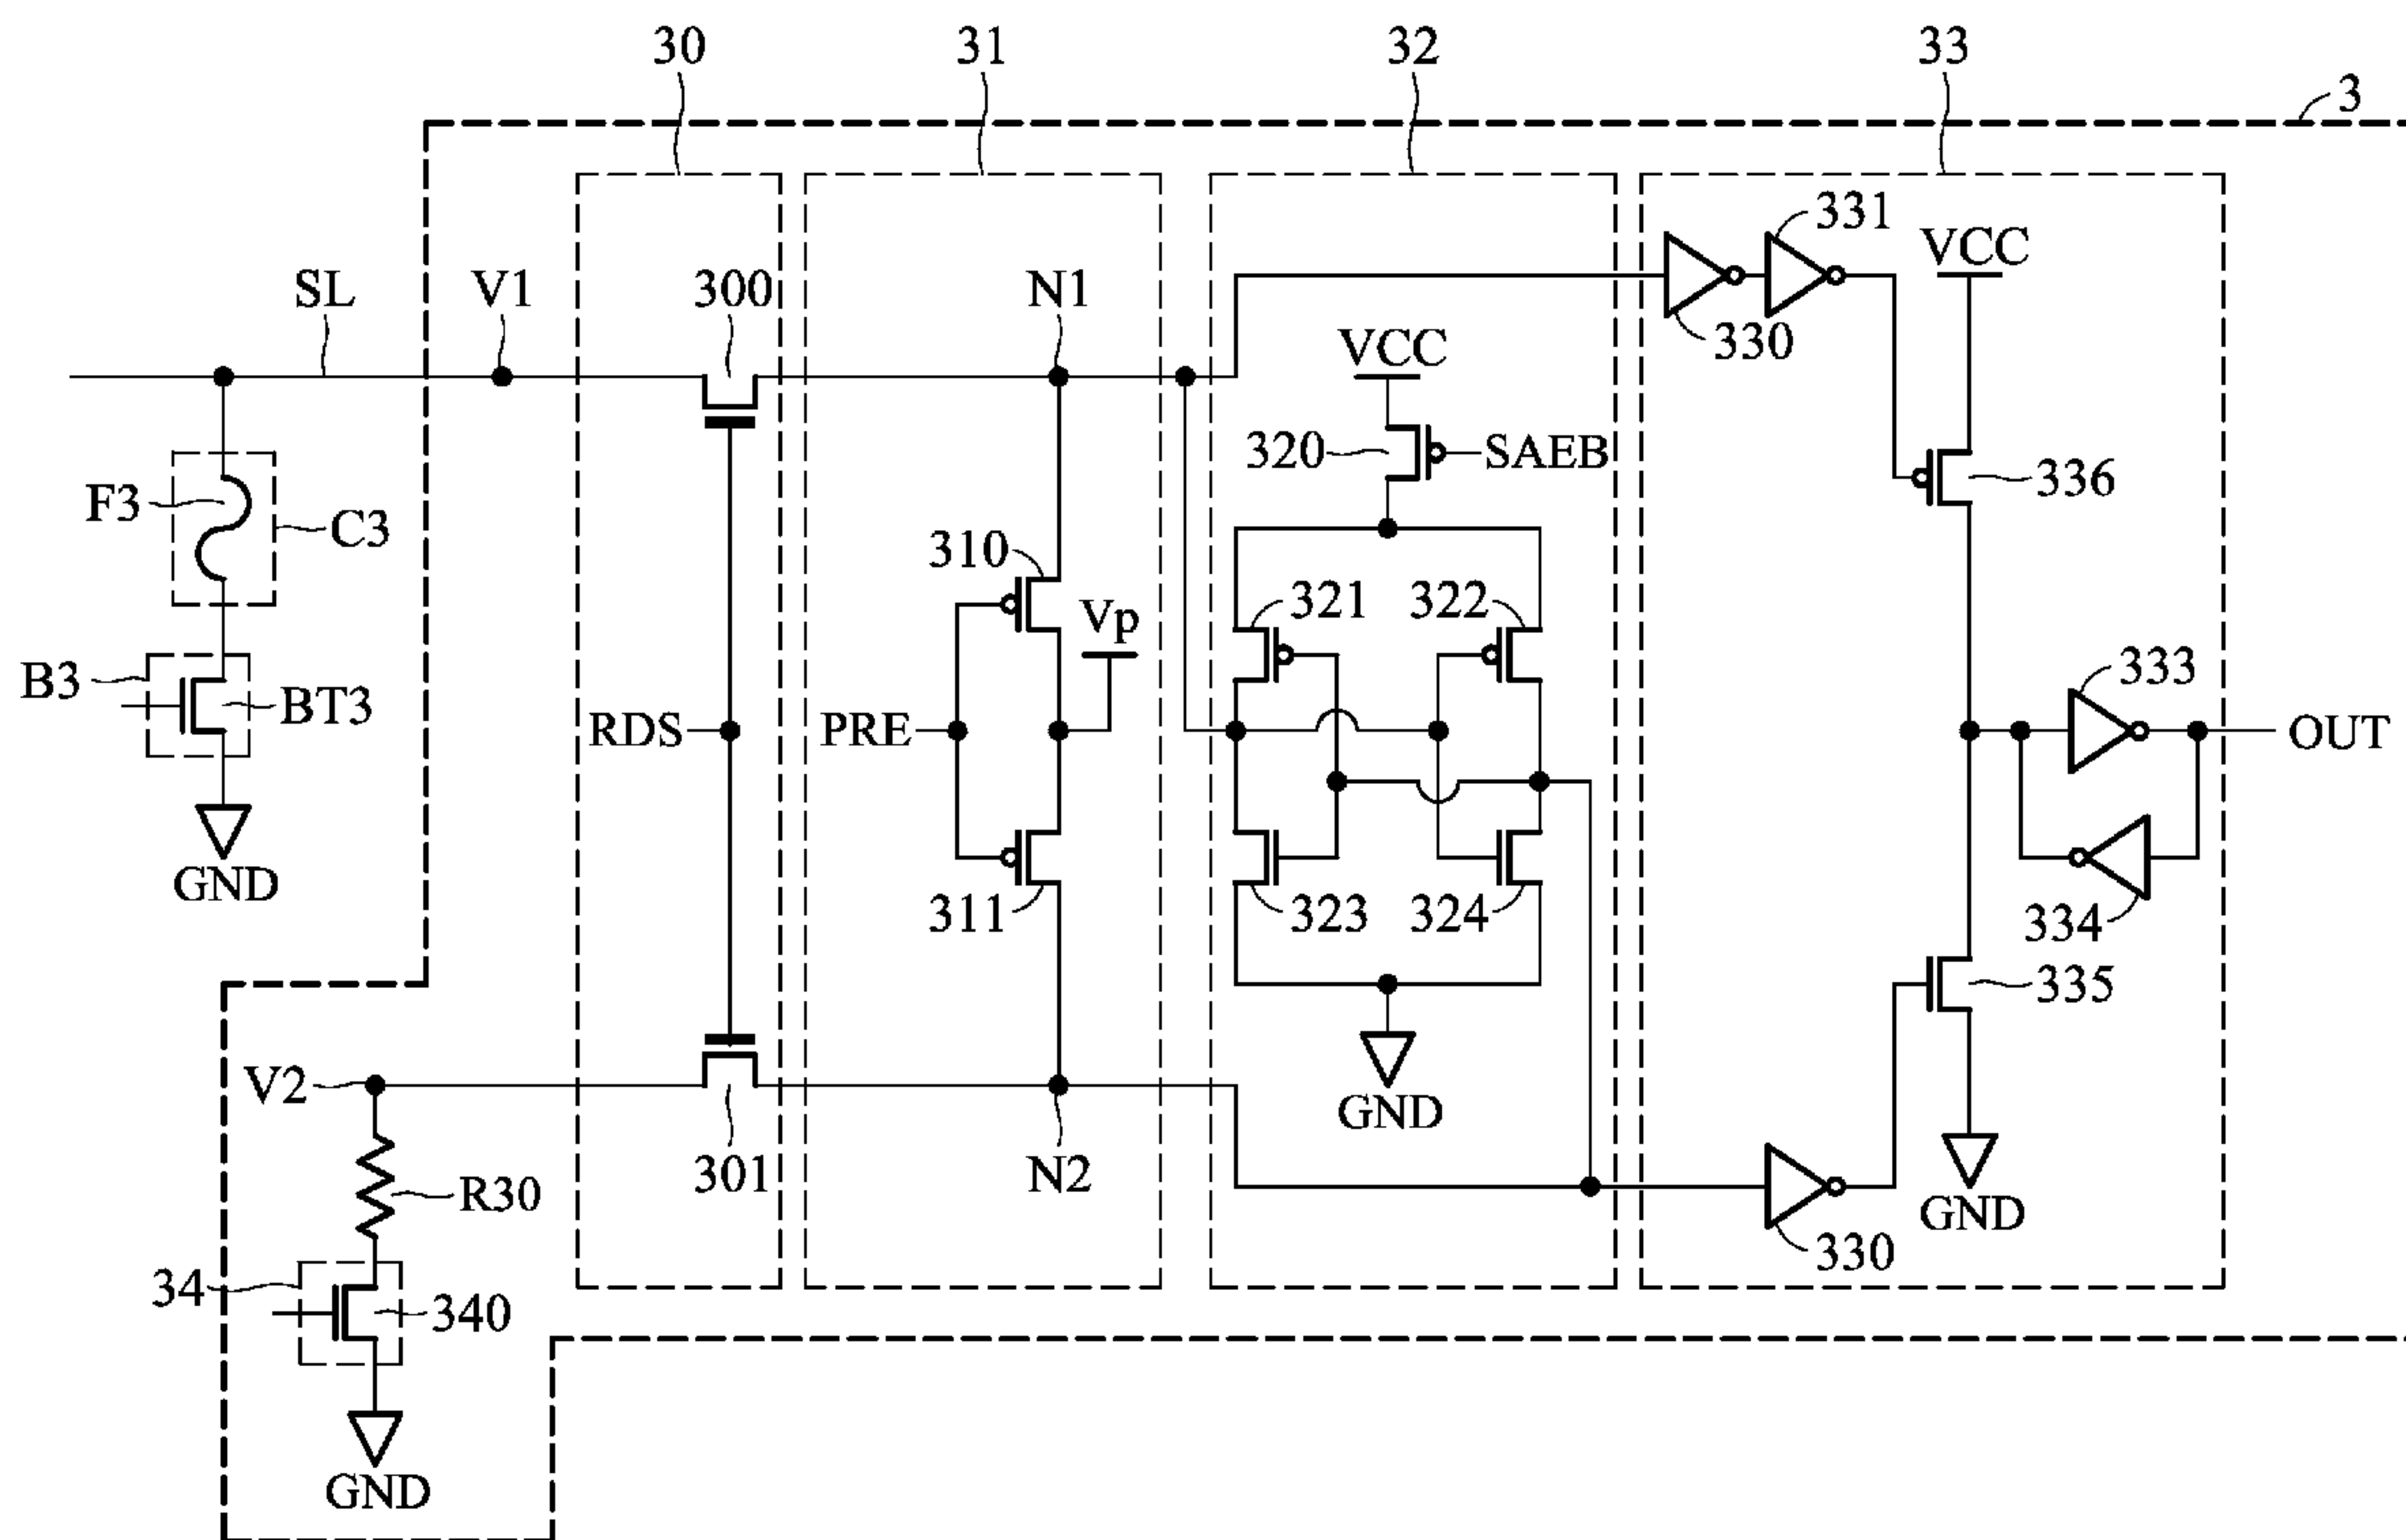 30
31
32
33
3
331
VCC
SL
V1
300
N1
330
VCC
320
SAEB
F3
C3
336
310
Vp
321
322
B3
BT3
333
RDS
PRE
OUT
GND
311
323
324
334
335
V2
GND
301
N2
R30
GND
330
34
340
GND